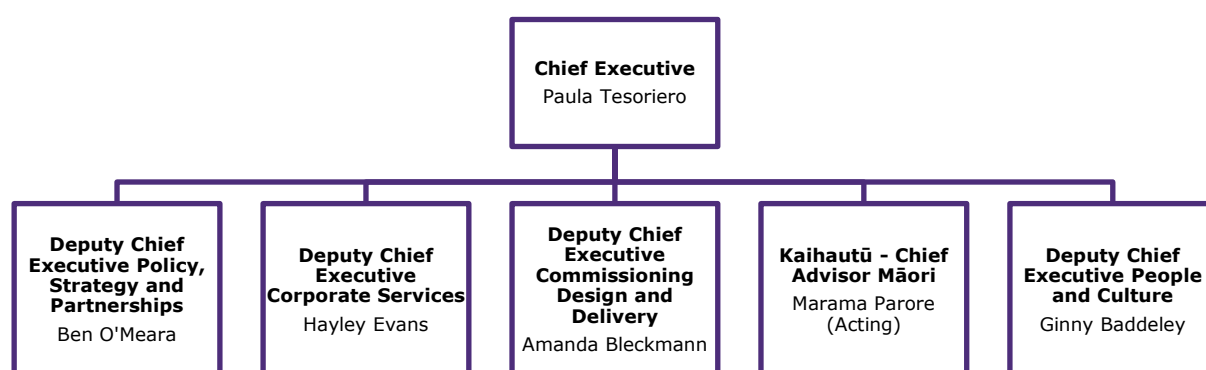 Chief Executive
Paula Tesoriero
Deputy Chief
Executive Policy,
Strategy and
Partnerships
Ben O'Meara
Deputy Chief
Executive
Corporate Services
Hayley Evans
Deputy Chief
Executive
Commissioning
Design and
Delivery
Amanda Bleckmann
Kaihautū - Chief
Advisor Māori
Marama Parore
(Acting)
Deputy Chief
Executive People
and Culture
Ginny Baddeley